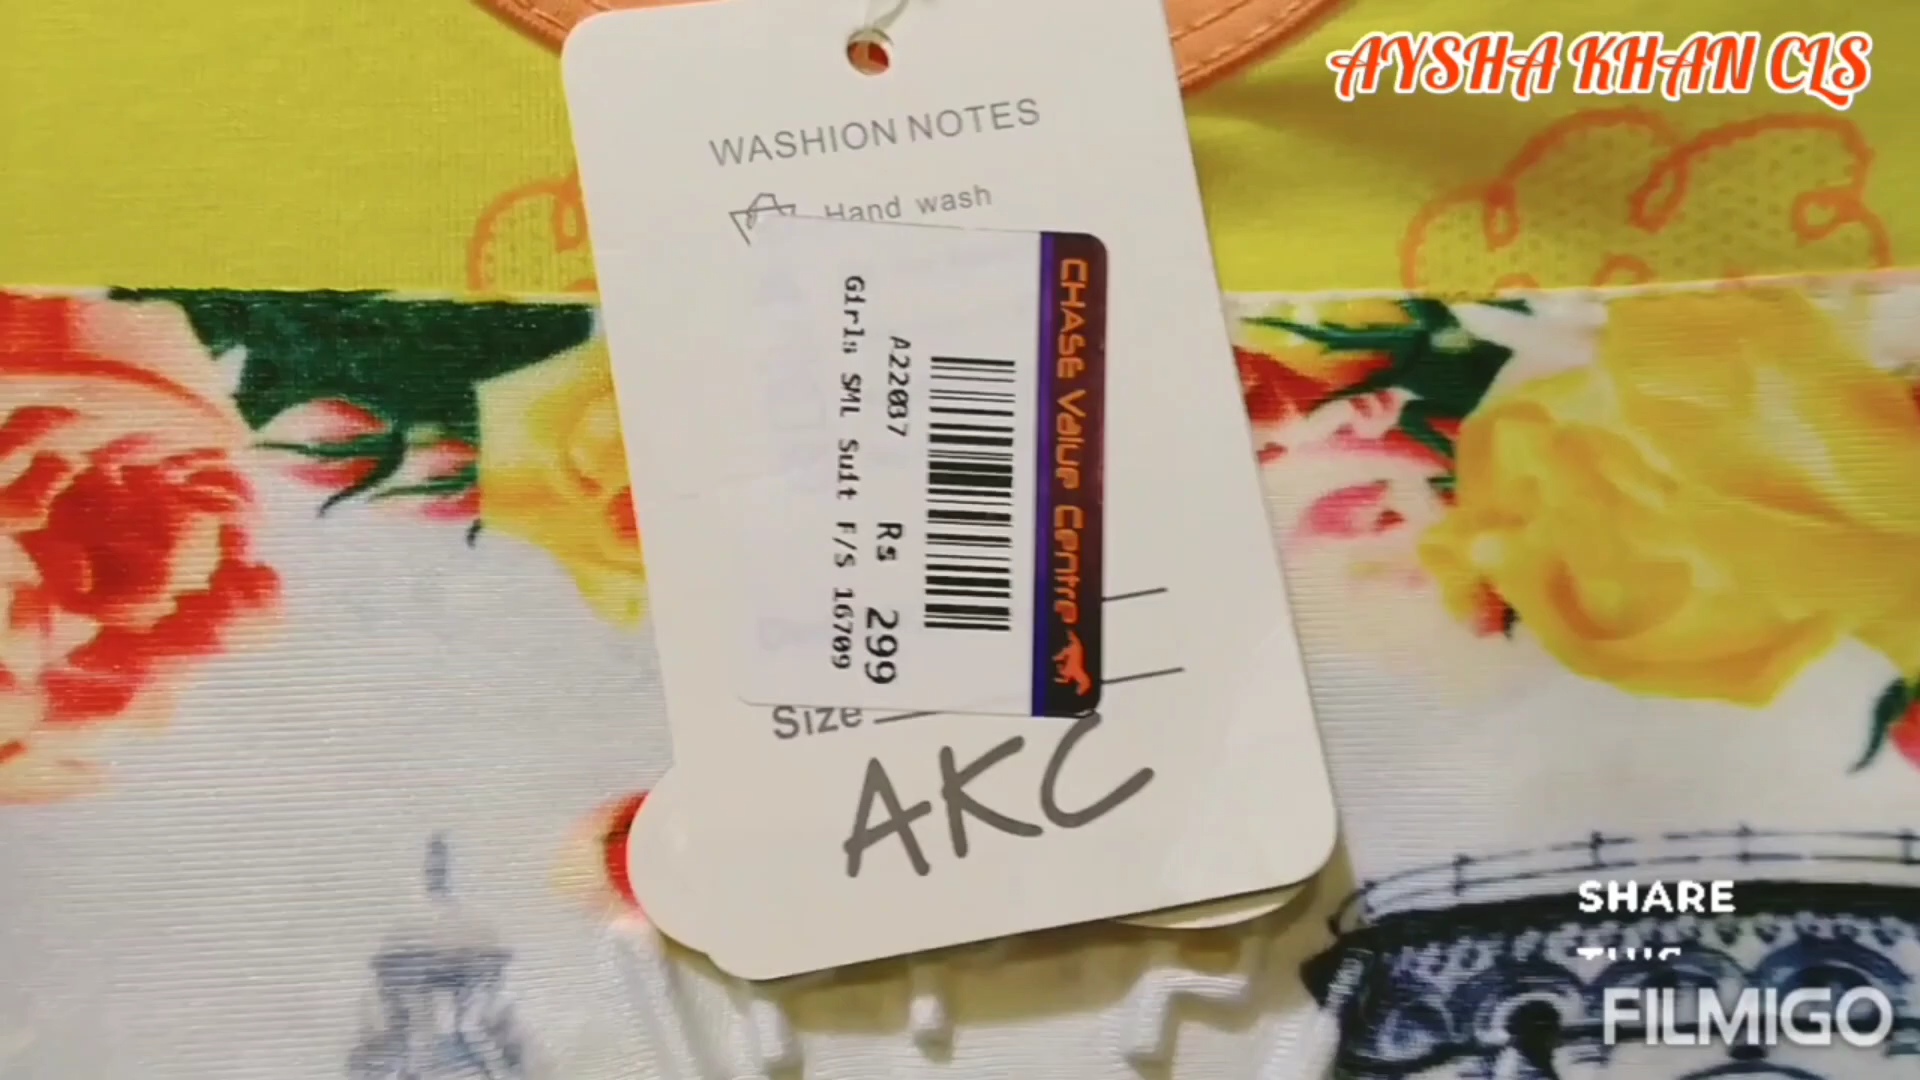 AYSHA KHAN CLS
WASHION NOTES
Hand wash
CHASE Value Centre
A22037 Rs 299
Girls SML Suit F/S 16709
Size
AKC
SHARE
FILMIGO